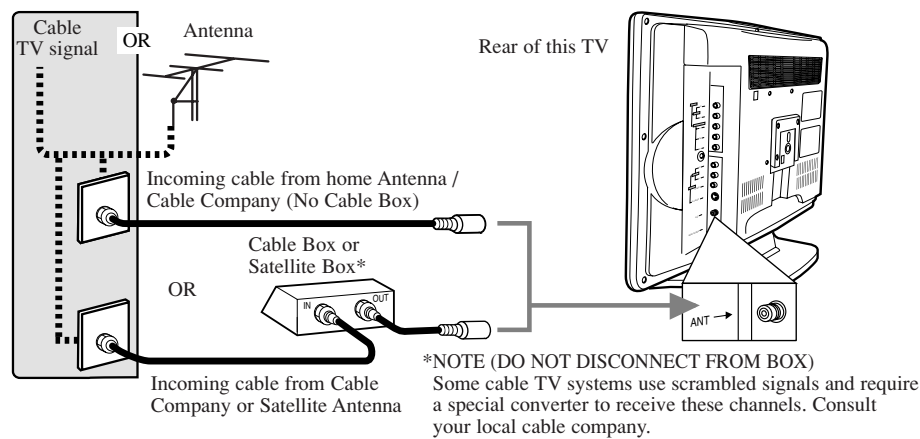 Cable
TV signal
OR
Antenna
Rear of this TV
Incoming cable from home Antenna /
Cable Company (No Cable Box)
Cable Box or
Satellite Box*
OR
IN
OUT
ANT
Incoming cable from Cable
Company or Satellite Antenna
*NOTE (DO NOT DISCONNECT FROM BOX)
Some cable TV systems use scrambled signals and require
a special converter to receive these channels. Consult
your local cable company.